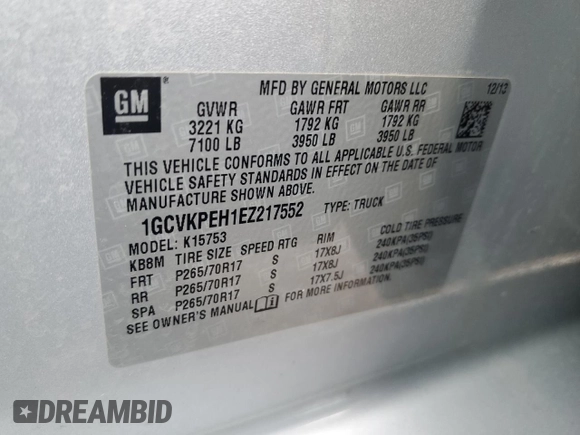 GM
MFD BY GENERAL MOTORS LLC 12/13
GVWR GAWR FRT GAWR RR
3221 KG 1792 KG 1792 KG
7100 LB 3950 LB 3950 LB
THIS VEHICLE CONFORMS TO ALL APPLICABLE U.S. FEDERAL MOTOR
VEHICLE SAFETY STANDARDS IN EFFECT ON THE DATE OF
MANUFACTURE SHOWN ABOVE.
1GCVKPEH1EZ217552 TYPE: TRUCK
MODEL: K15753
KB8M TIRE SIZE SPEED RTG RIM COLD TIRE PRESSURE
FRT P265/70R17 S 17X8J 240KPA(35PSI)
RR P265/70R17 S 17X8J 240KPA(35PSI)
SPA P265/70R17 S 17X7.5J 240KPA(35PSI)
SEE OWNER'S MANUAL FOR MORE INFORMATION.
DREAMBID